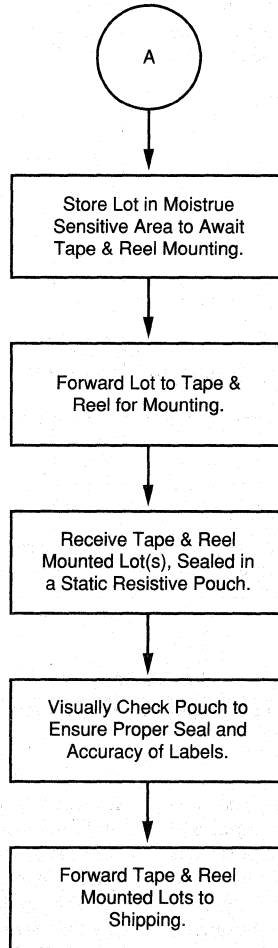 A
Store Lot in Moistrue
Sensitive Area to Await
Tape & Reel Mounting.
Forward Lot to Tape &
Reel for Mounting.
Receive Tape & Reel
Mounted Lot(s), Sealed in
a Static Resistive Pouch.
Visually Check Pouch to
Ensure Proper Seal and
Accuracy of Labels.
Forward Tape & Reel
Mounted Lots to
Shipping.